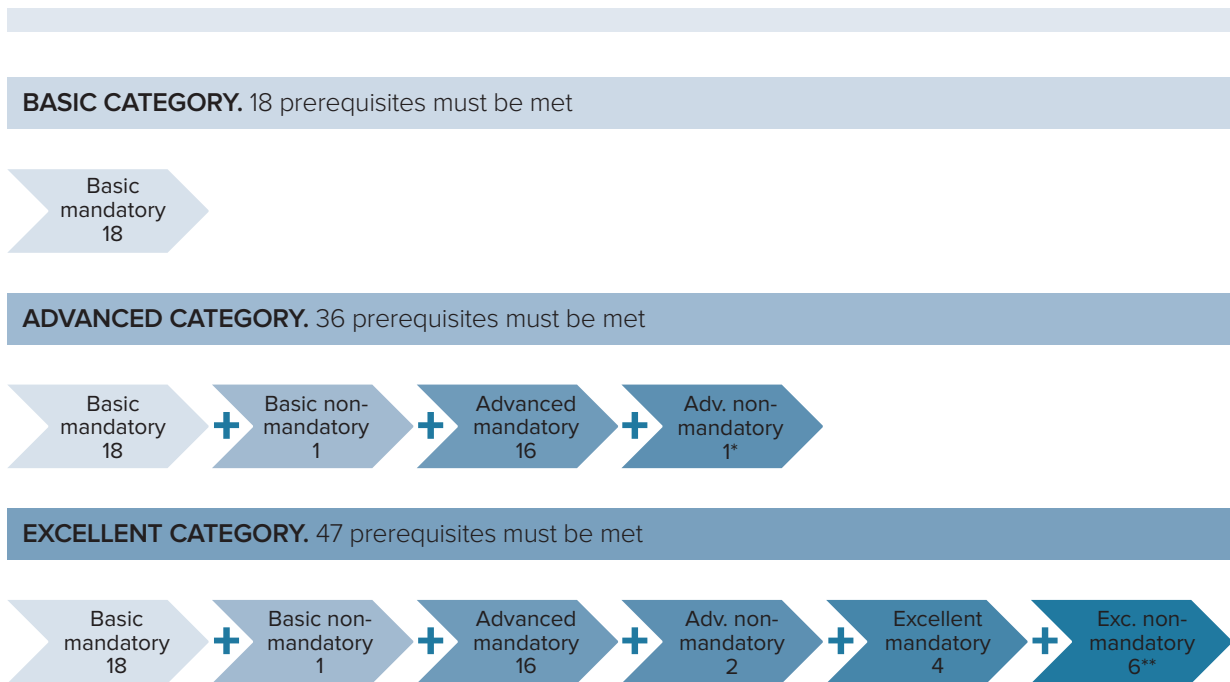 BASIC CATEGORY. 18 prerequisites must be met
Basic
mandatory
18
ADVANCED CATEGORY. 36 prerequisites must be met
Basic
mandatory
18
+
Basic non-
mandatory
1
+
Advanced
mandatory
16
+
Adv. non-
mandatory
1*
EXCELLENT CATEGORY. 47 prerequisites must be met
Basic
mandatory
18
+
Basic non-
mandatory
1
+
Advanced
mandatory
16
+
Adv. non-
mandatory
2
+
Excellent
mandatory
4
+
Exc. non-
mandatory
6**